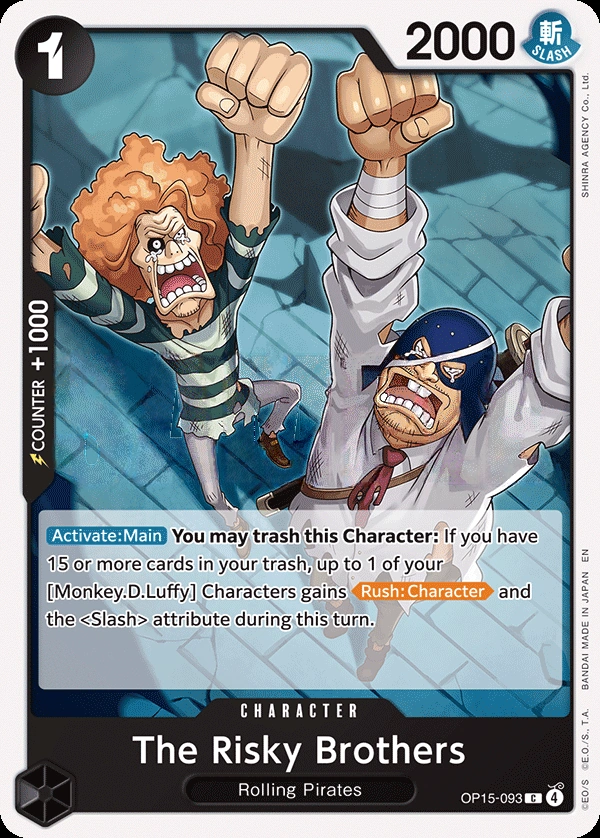 1
2000
斬
SLASH
SHINRA AGENCY Co., Ltd.
COUNTER +1000
Activate:Main You may trash this Character: If you have
15 or more cards in your trash, up to 1 of your
[Monkey.D.Luffy] Characters gains Rush:Character and
the <Slash> attribute during this turn.
BANDAI MADE IN JAPAN EN
©E.O./S., T.A.
©EO/S
CHARACTER
The Risky Brothers
Rolling Pirates
OP15-093 C 4